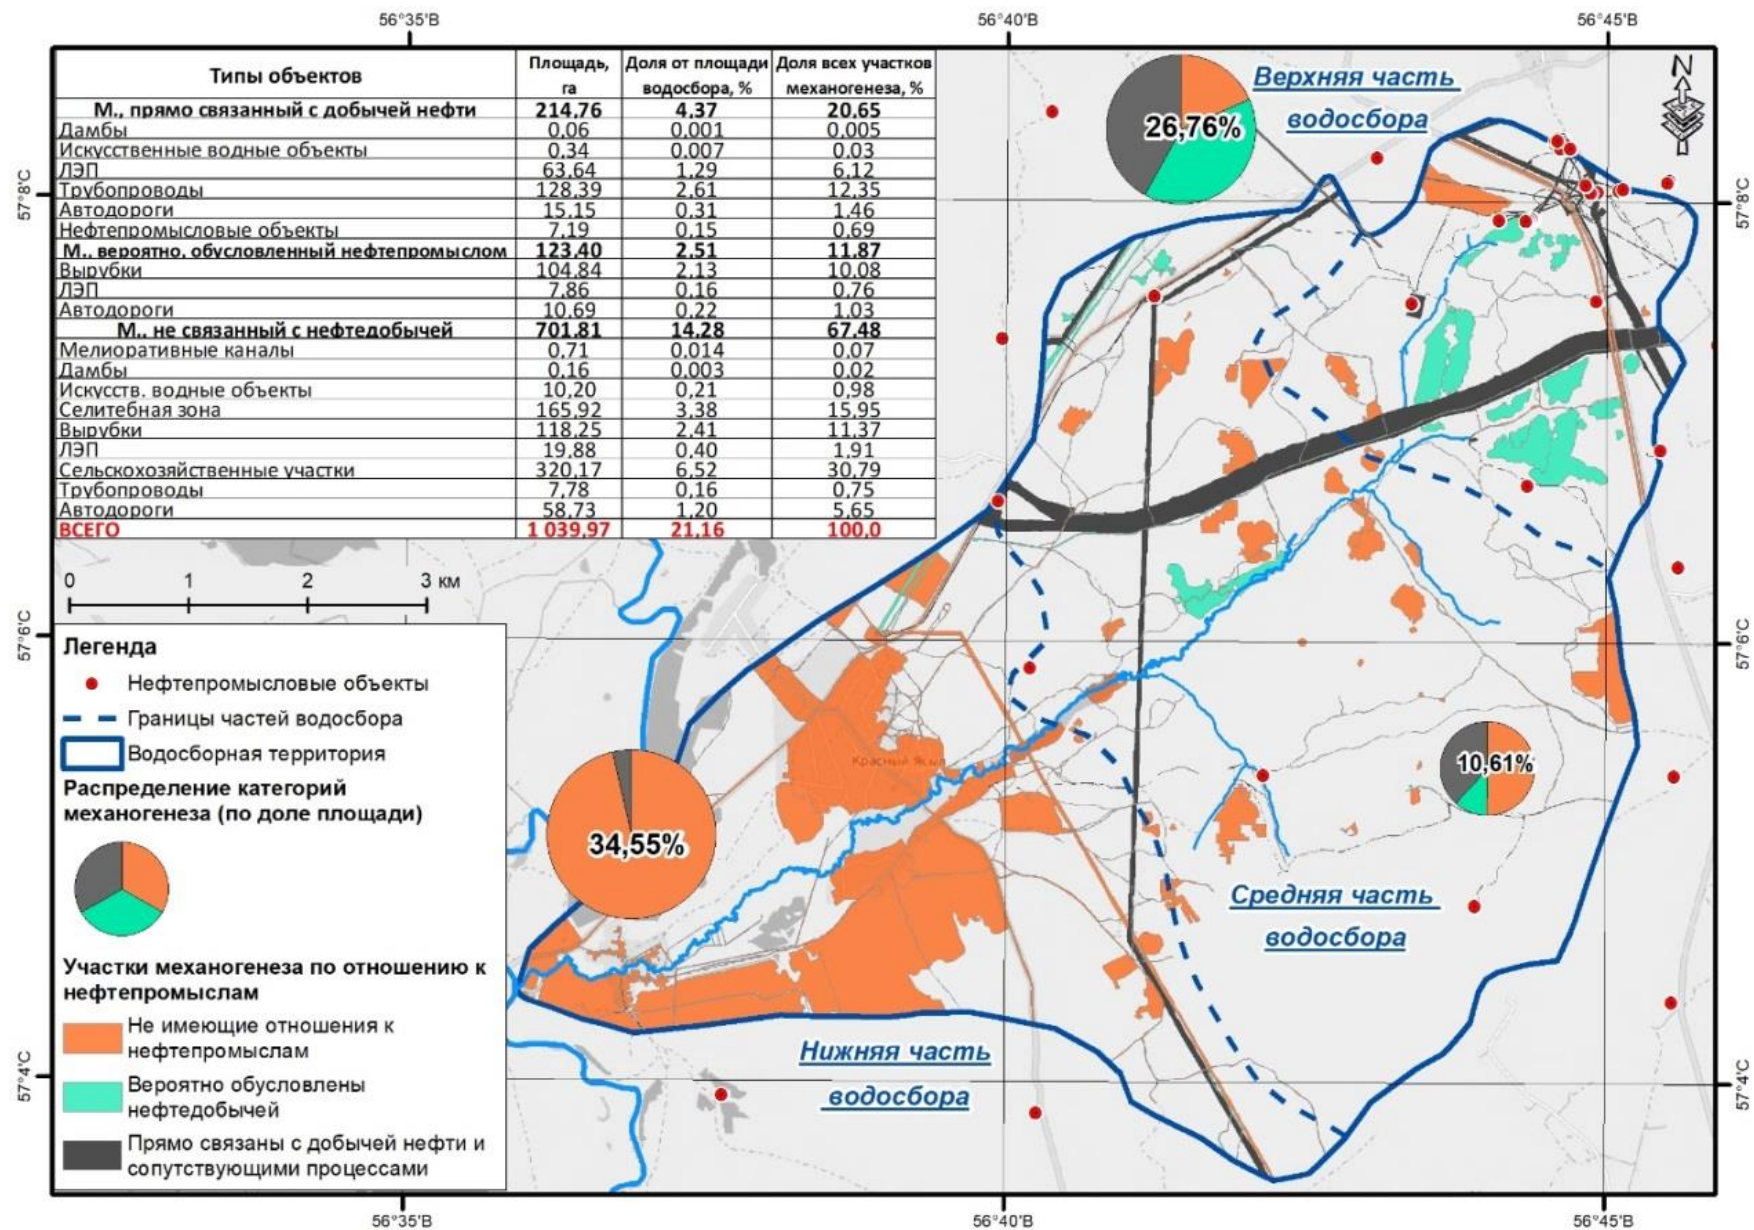 56°35'В 56°40'В 56°45'В
Типы объектов Площадь, га Доля от площади водосбора, % Доля всех участков механогенеза, %
М., прямо связанный с добычей нефти 214,76 4,37 20,65
Дамбы 0,06 0,001 0,005
Искусственные водные объекты 0,34 0,007 0,03
ЛЭП 63,64 1,29 6,12
Трубопроводы 128,39 2,61 12,35
Автодороги 15,15 0,31 1,46
Нефтепромысловые объекты 7,19 0,15 0,69
М., вероятно, обусловленный нефтепромыслом 123,40 2,51 11,87
Вырубки 104,84 2,13 10,08
ЛЭП 7,86 0,16 0,76
Автодороги 10,69 0,22 1,03
М., не связанный с нефтедобычей 701,81 14,28 67,48
Мелиоративные каналы 0,71 0,014 0,07
Дамбы 0,16 0,003 0,02
Искусств. водные объекты 10,20 0,21 0,98
Селитебная зона 165,92 3,38 15,95
Вырубки 118,25 2,41 11,37
ЛЭП 19,88 0,40 1,91
Сельскохозяйственные участки 320,17 6,52 30,79
Трубопроводы 7,78 0,16 0,75
Автодороги 58,73 1,20 5,65
ВСЕГО 1 039,97 21,16 100,0
Верхняя часть
водосбора
26,76%
N
57°8'С 57°8'С
0 1 2 3 км
57°6'С 57°6'С
Легенда
Нефтепромысловые объекты
Границы частей водосбора
Водосборная территория
Распределение категорий
механогенеза (по доле площади)
Участки механогенеза по отношению к
нефтепромыслам
Не имеющие отношения к
нефтепромыслам
Вероятно обусловлены
нефтедобычей
Прямо связаны с добычей нефти и
сопутствующими процессами
Красный Ясыл
10,61%
34,55%
Средняя часть
водосбора
Нижняя часть
водосбора
57°4'С 57°4'С
56°35'В 56°40'В 56°45'В